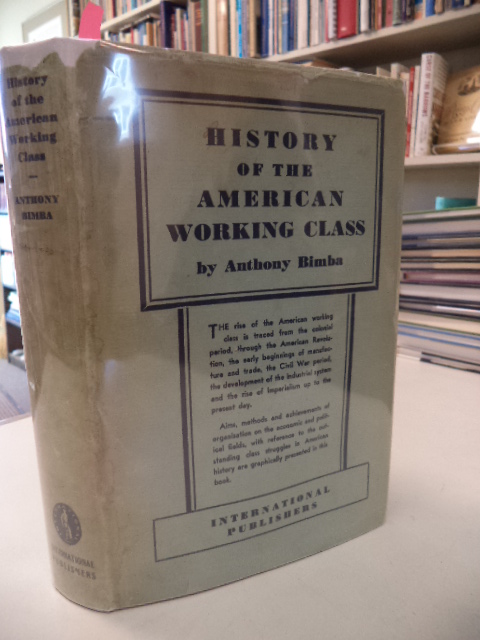 History
of the
American
Working
Class
ANTHONY
BIMBA
INTERNATIONAL
PUBLISHERS
HISTORY
OF THE
AMERICAN
WORKING CLASS
by Anthony Bimba
THE rise of the American working
class is traced from the colonial
period, through the American Revolu-
tion, the early beginnings of manufac-
ture and trade, the Civil War period,
the development of the industrial system
and the rise of Imperialism up to the
present day.
Aims, methods and achievements of
organization on the economic and polit-
ical fields, with reference to the out-
standing class struggles in American
history are graphically presented in this
book.
INTERNATIONAL
PUBLISHERS